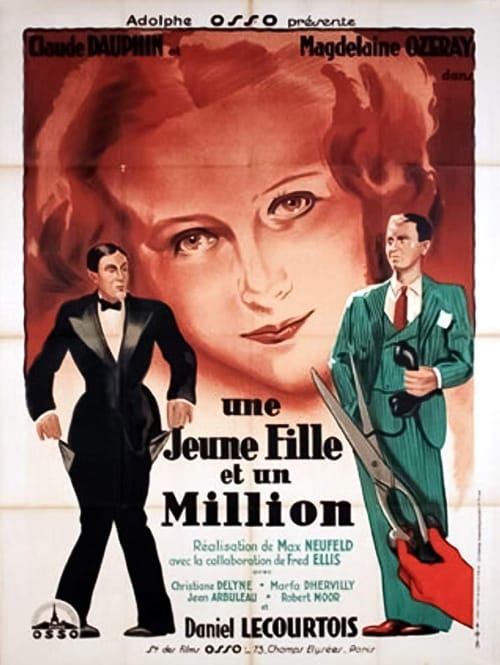 Adolphe OSSO présente
Claude DAUPHIN et
Magdelaine OZERAY
dans
une
Jeune Fille
et un
Million
Réalisation de Max NEUFELD
avec la collaboration de Fred ELLIS
avec
Christiane DELYNE • Marfa DHERVILLY
Jean ARBULEAU • Robert MOOR
et
Daniel LECOURTOIS
OSSO
Sté des Films OSSO : 73, Champs Elysées, Paris